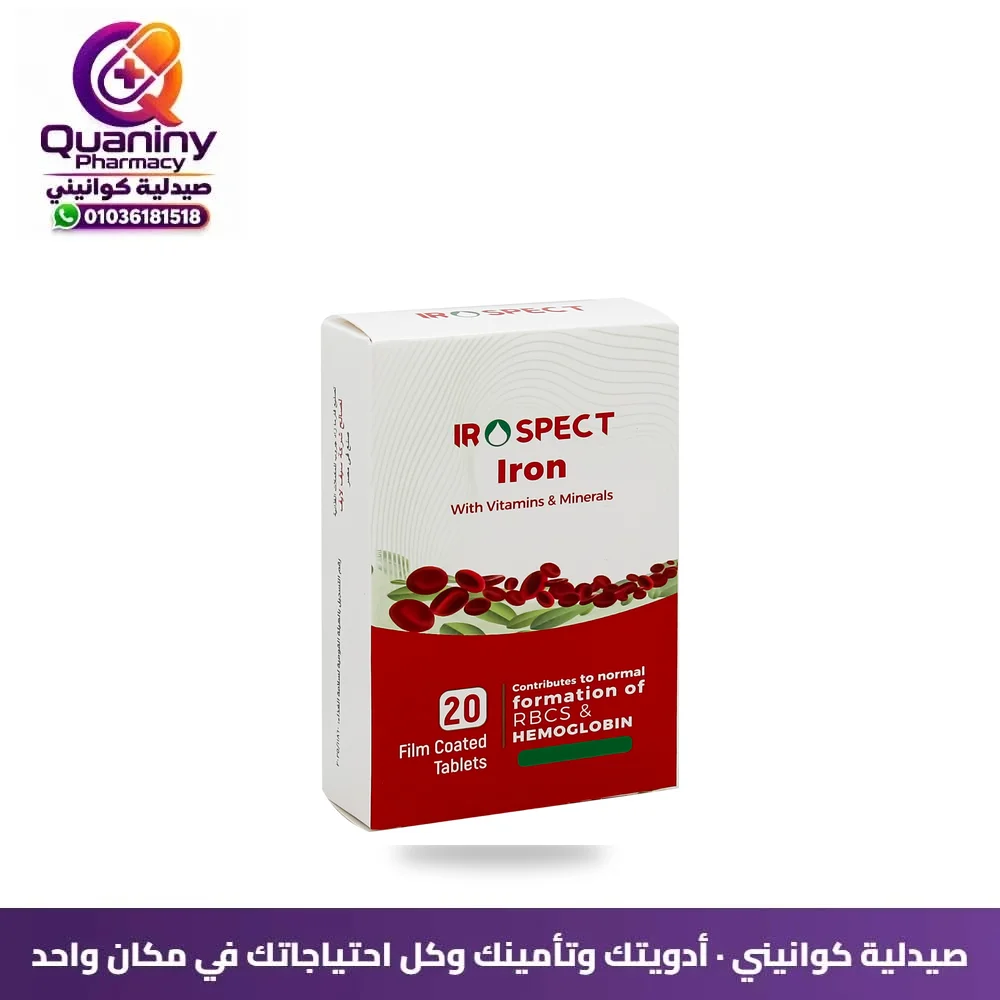 Quaniny
Pharmacy
صيدلية كوانيني
01036181518
IROSPECT
IROSPECT
Iron
With Vitamins & Minerals
20
Film Coated
Tablets
Contributes to normal
formation of
RBCS &
HEMOGLOBIN
صيدلية كوانيني · أدويتك وتأمينك وكل احتياجاتك في مكان واحد